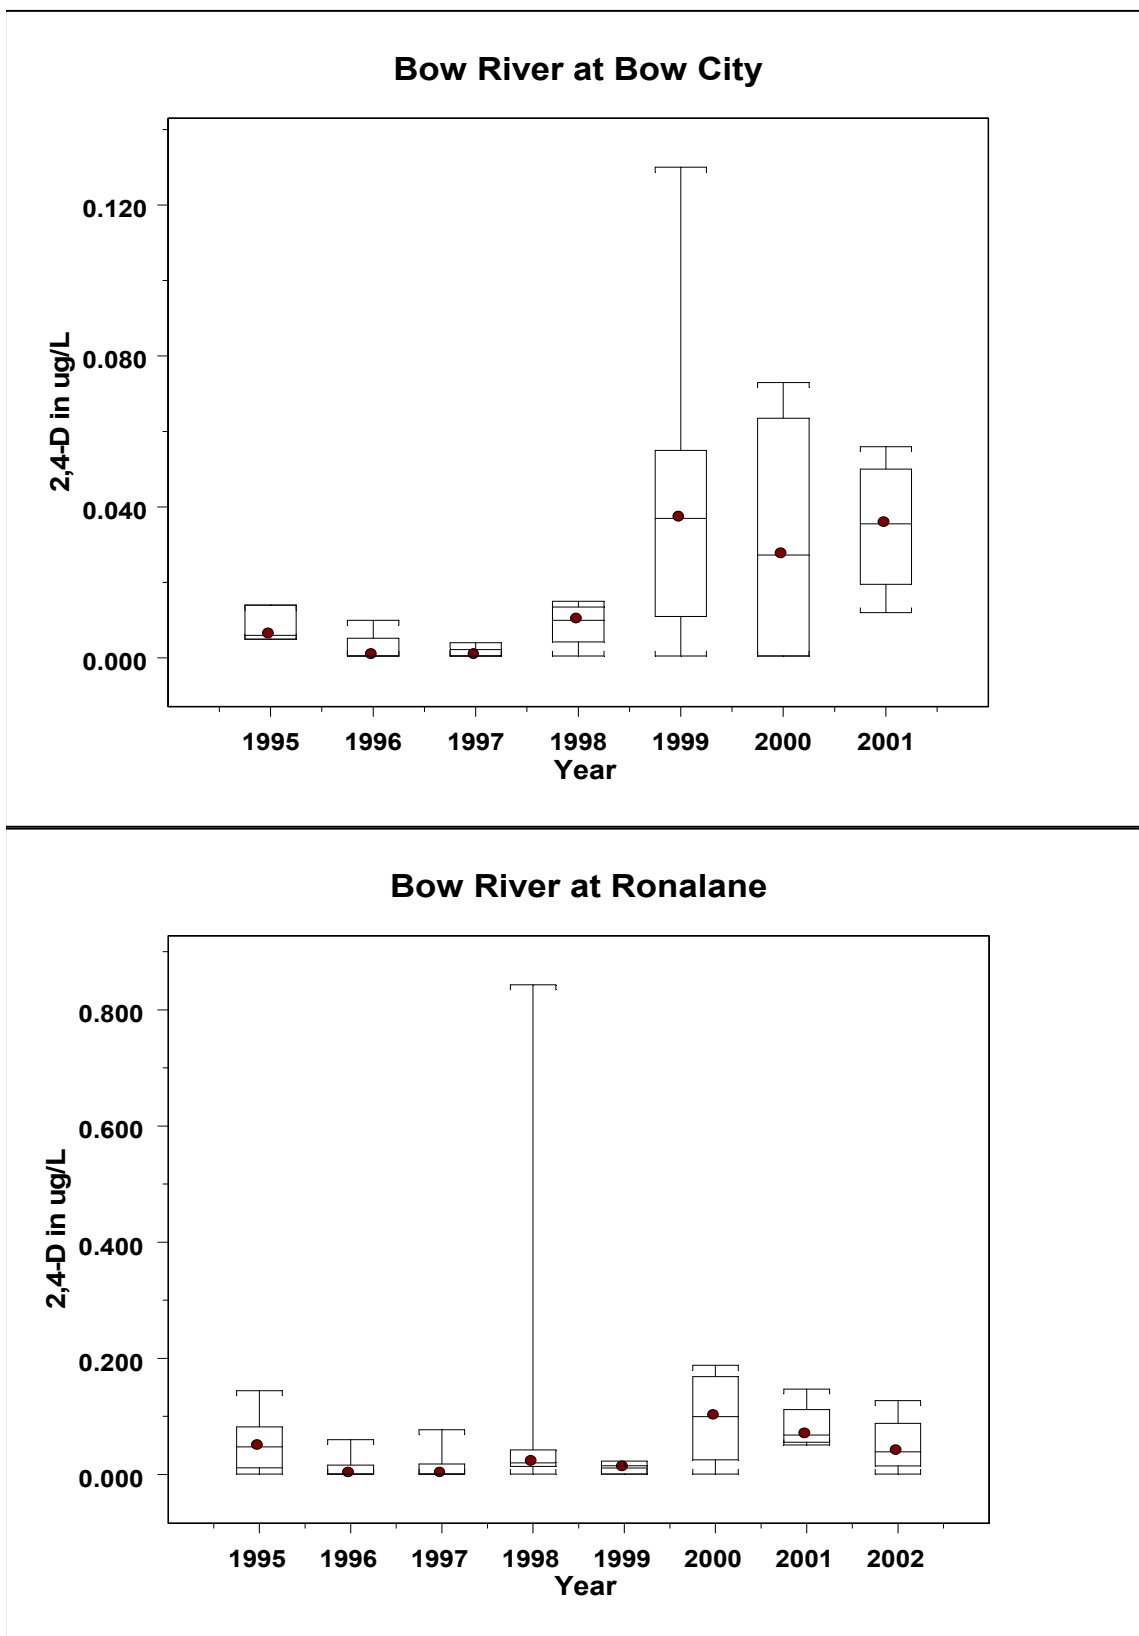 Bow River at Bow City
2,4-D in ug/L
0.120
0.080
0.040
0.000
1995 1996 1997 1998 1999 2000 2001
Year
Bow River at Ronalane
2,4-D in ug/L
0.800
0.600
0.400
0.200
0.000
1995 1996 1997 1998 1999 2000 2001 2002
Year